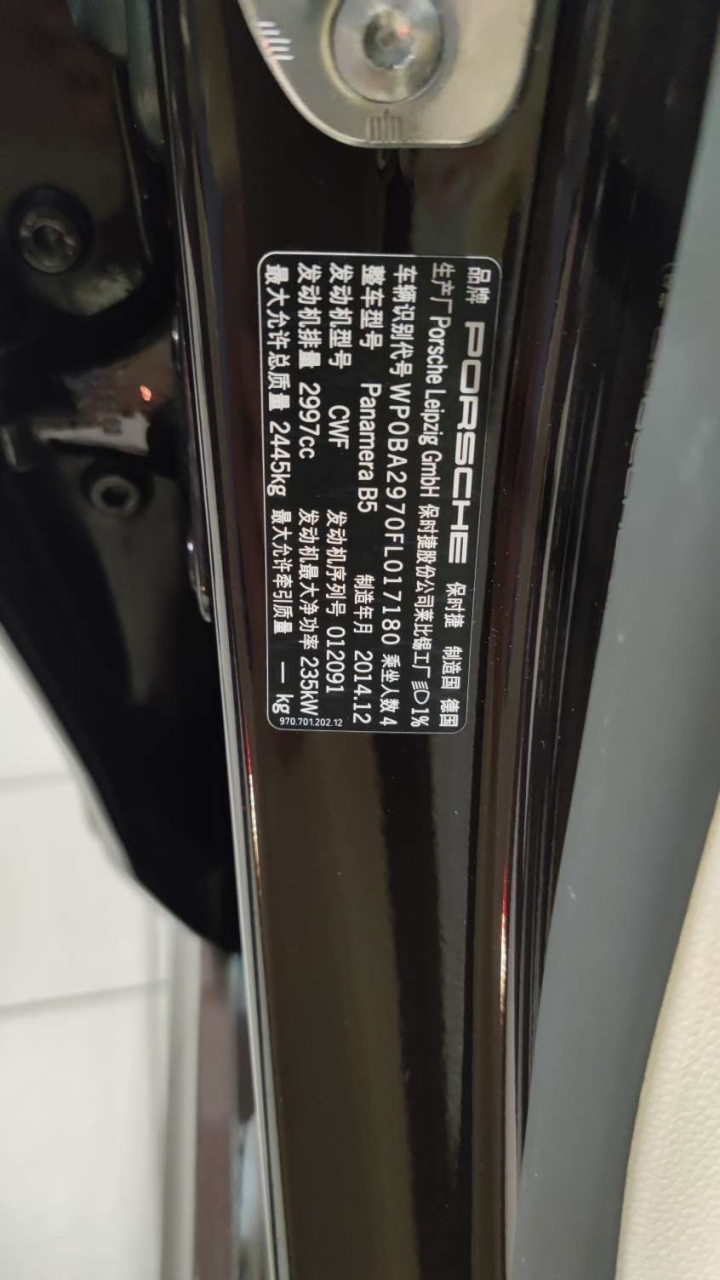 品牌 PORSCHE 保时捷 制造国 德国
生产厂 Porsche Leipzig GmbH 保时捷股份公司莱比锡工厂 1%
车辆识别代号 WP0BA2970FL017180 乘坐人数 4
整车型号 Panamera B5 制造年月 2014.12
发动机型号 CWF 发动机序列号 012091
发动机排量 2997cc 发动机最大净功率 235kW
最大允许总质量 2445kg 最大允许牵引质量 — kg
970.701.202.12